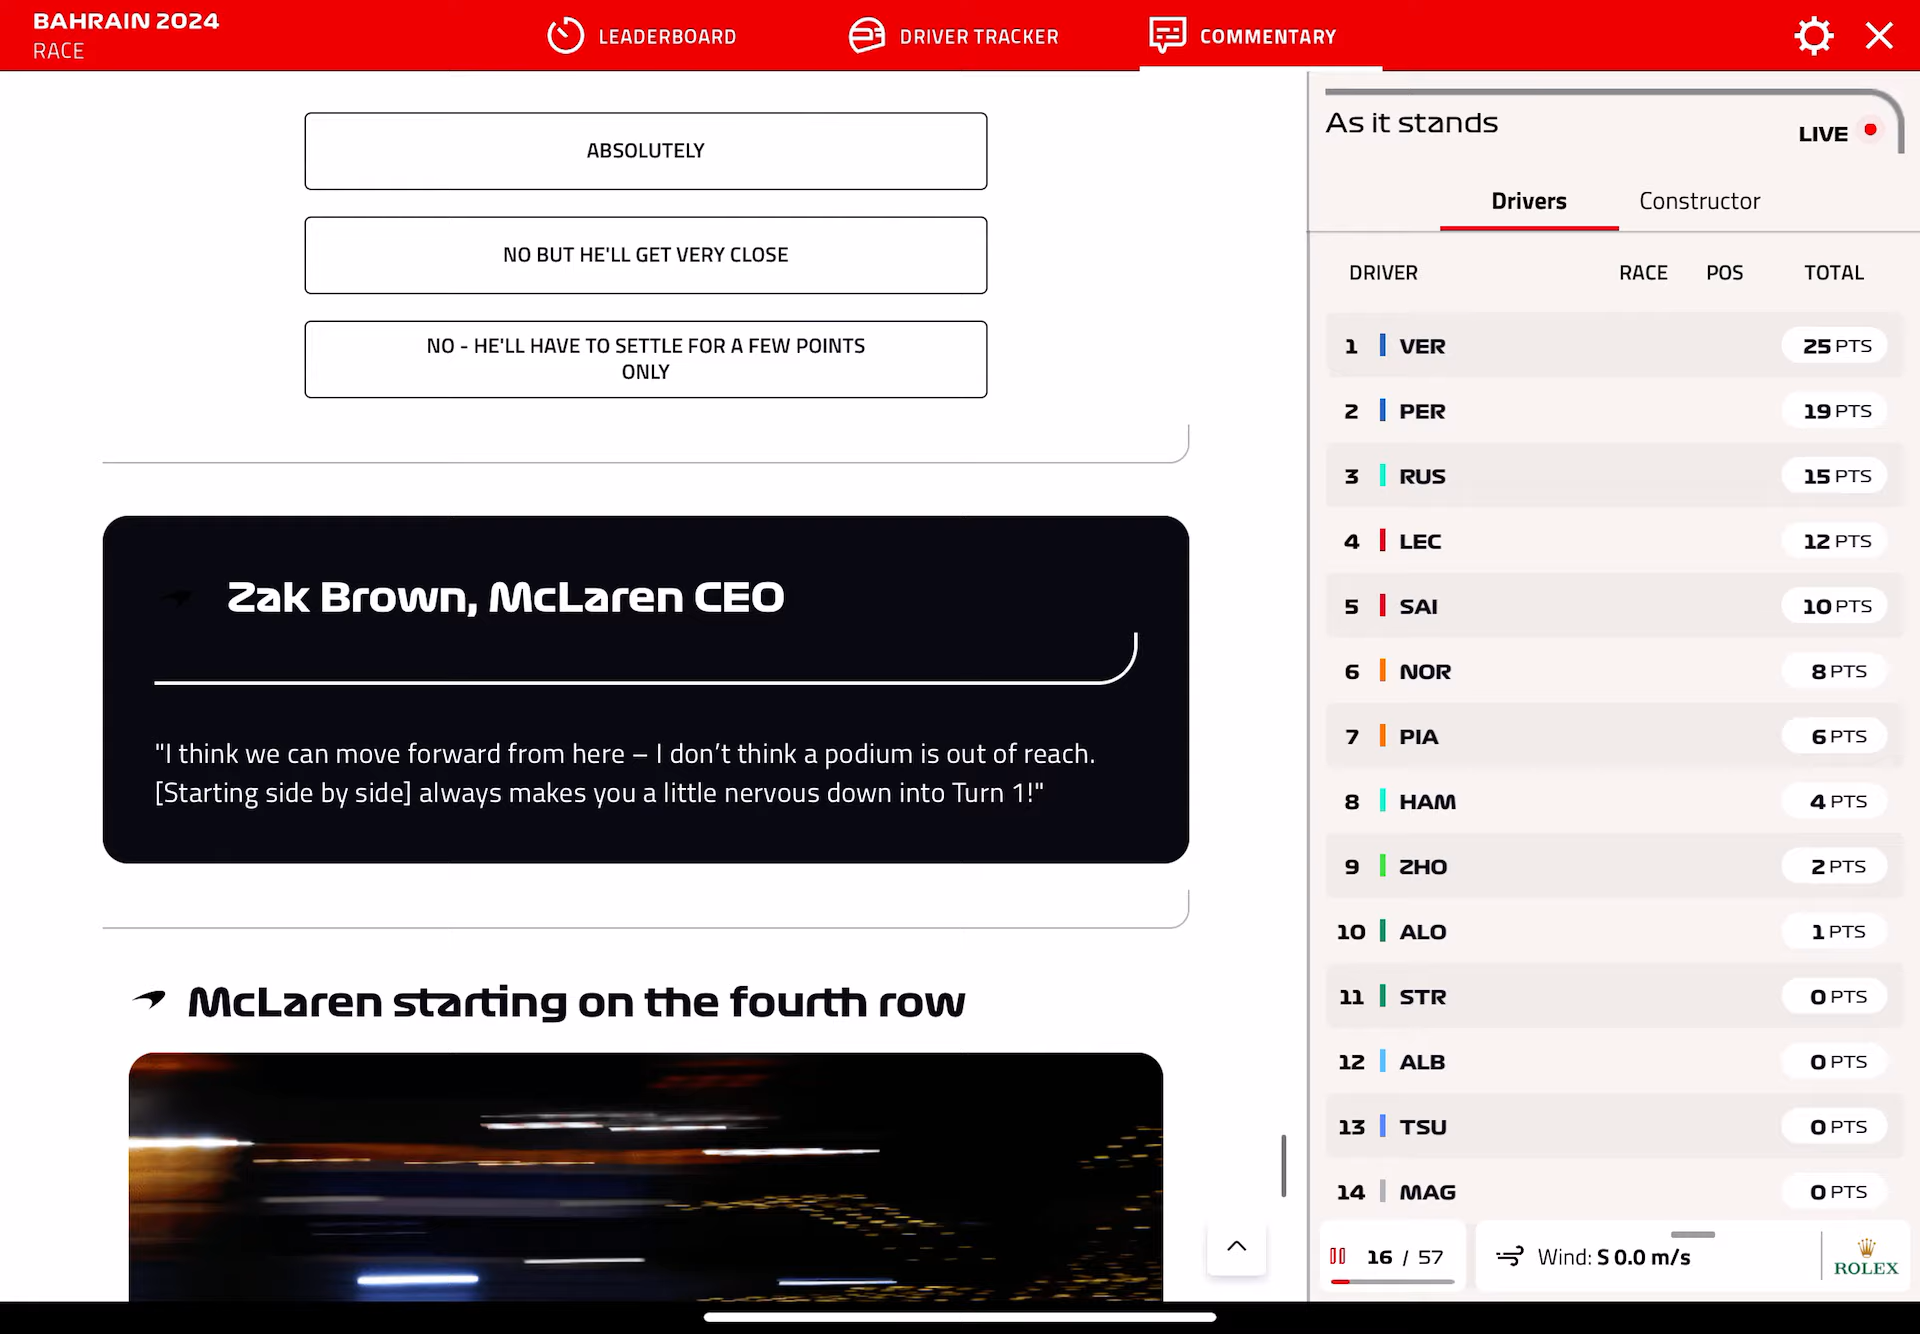 BAHRAIN 2024
RACE
LEADERBOARD
DRIVER TRACKER
COMMENTARY
ABSOLUTELY
NO BUT HE'LL GET VERY CLOSE
NO - HE'LL HAVE TO SETTLE FOR A FEW POINTS
ONLY
Zak Brown, McLaren CEO
"I think we can move forward from here – I don’t think a podium is out of reach.
[Starting side by side] always makes you a little nervous down into Turn 1!"
McLaren starting on the fourth row
As it stands
LIVE
Drivers Constructor
DRIVER RACE POS TOTAL
1 VER 25 PTS
2 PER 19 PTS
3 RUS 15 PTS
4 LEC 12 PTS
5 SAI 10 PTS
6 NOR 8 PTS
7 PIA 6 PTS
8 HAM 4 PTS
9 ZHO 2 PTS
10 ALO 1 PTS
11 STR 0 PTS
12 ALB 0 PTS
13 TSU 0 PTS
14 MAG 0 PTS
16 / 57
Wind: S 0.0 m/s
ROLEX